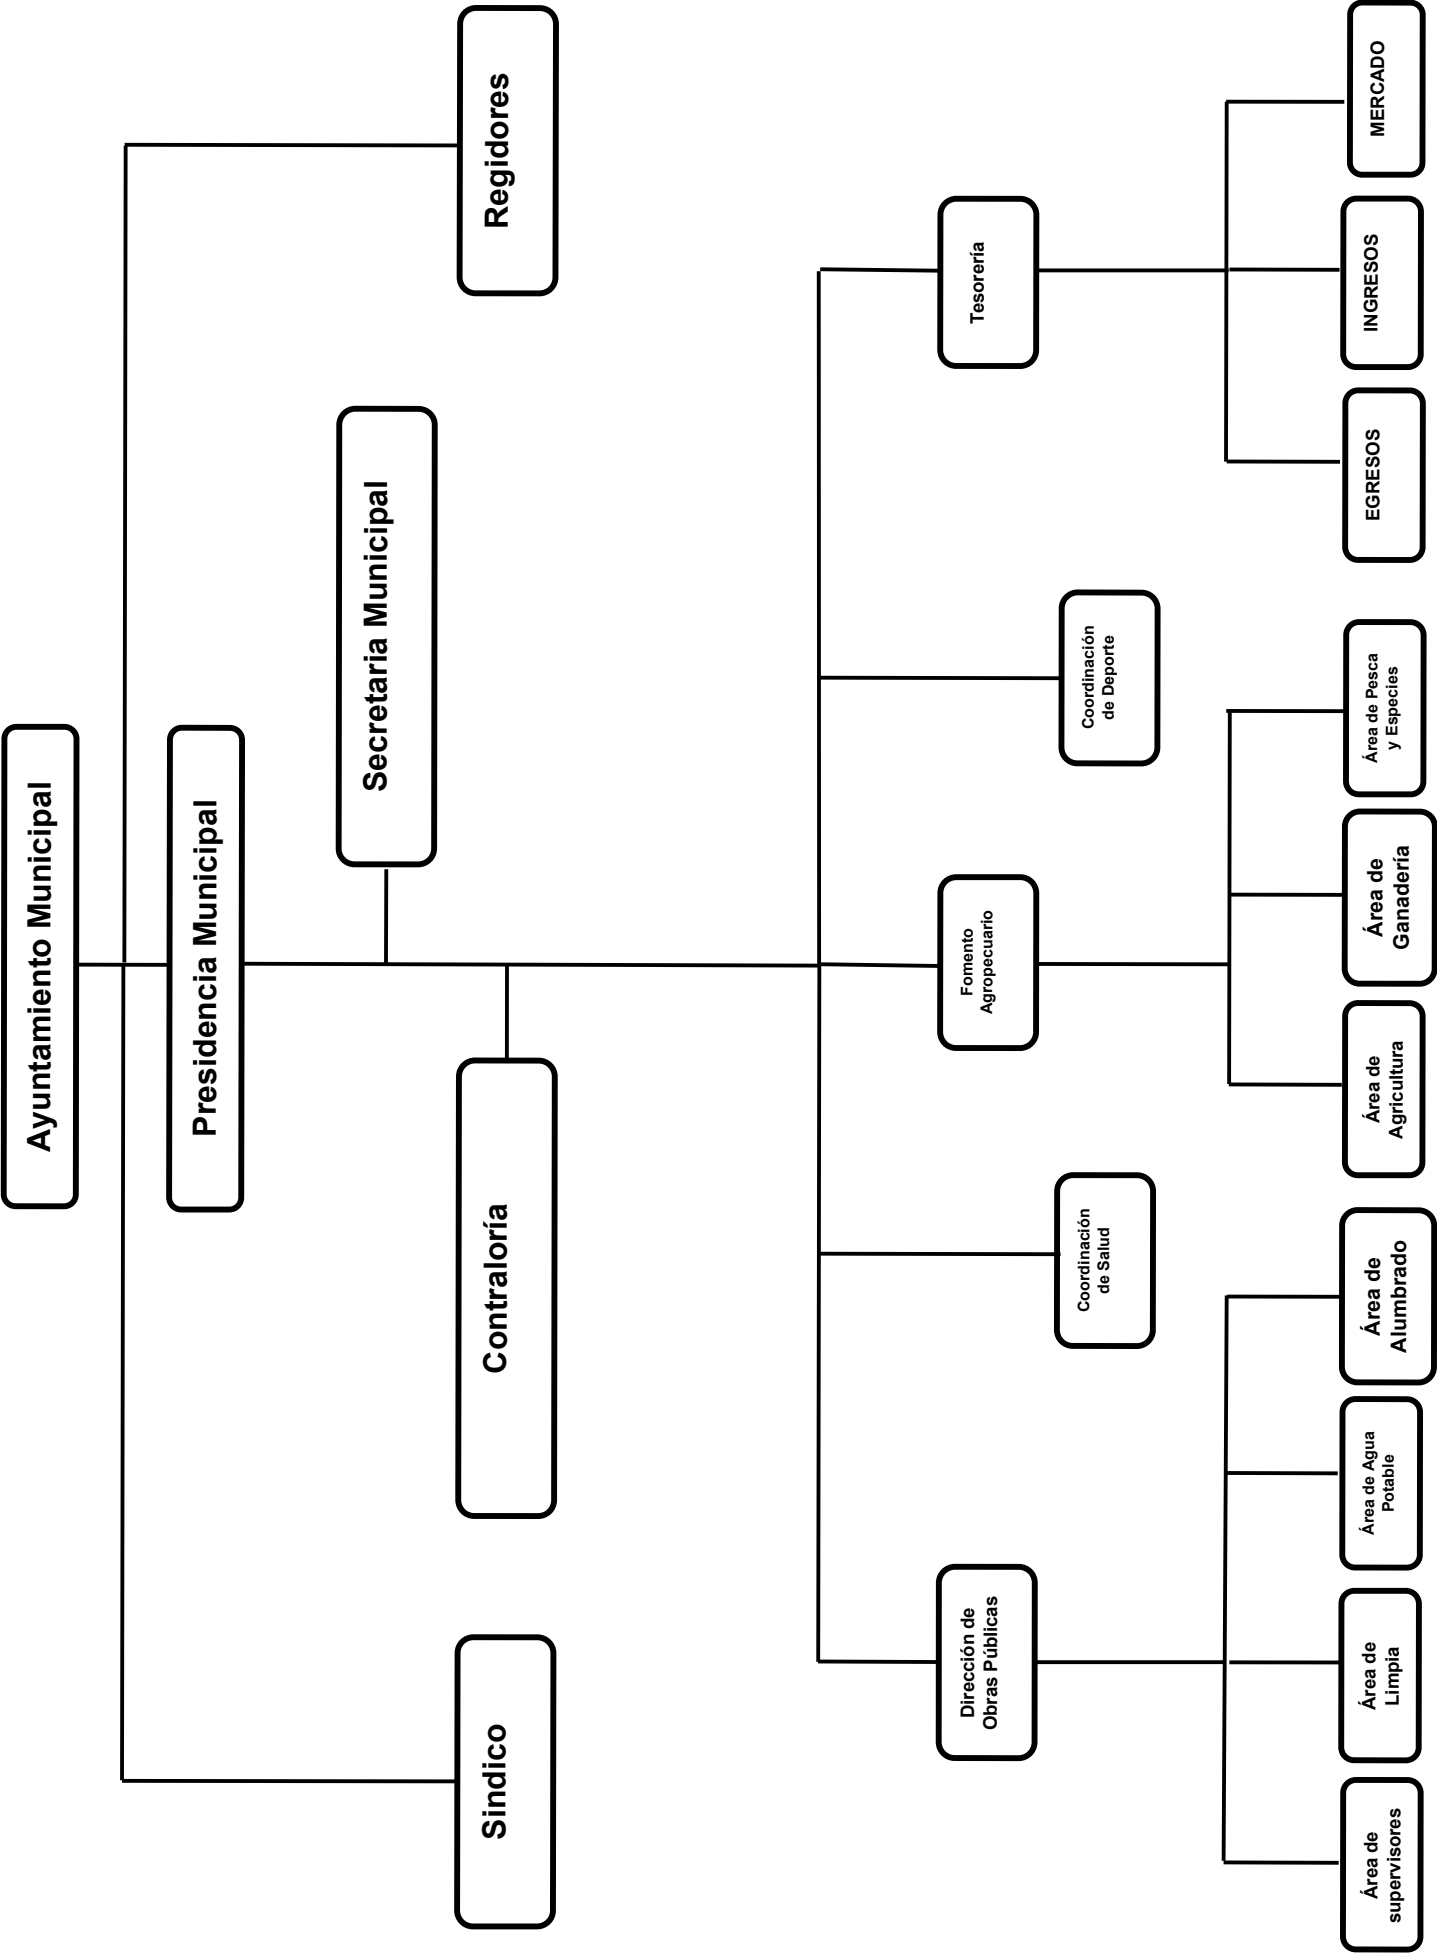 Ayuntamiento Municipal
Presidencia Municipal
Secretaria Municipal
Sindico
Contraloría
Regidores
Dirección de
Obras Públicas
Coordinación
de Salud
Fomento
Agropecuario
Coordinación
de Deporte
Tesorería
Área de
supervisores
Área de
Limpia
Área de Agua
Potable
Área de
Alumbrado
Área de
Agricultura
Área de
Ganadería
Área de Pesca
y Especies
EGRESOS
INGRESOS
MERCADO